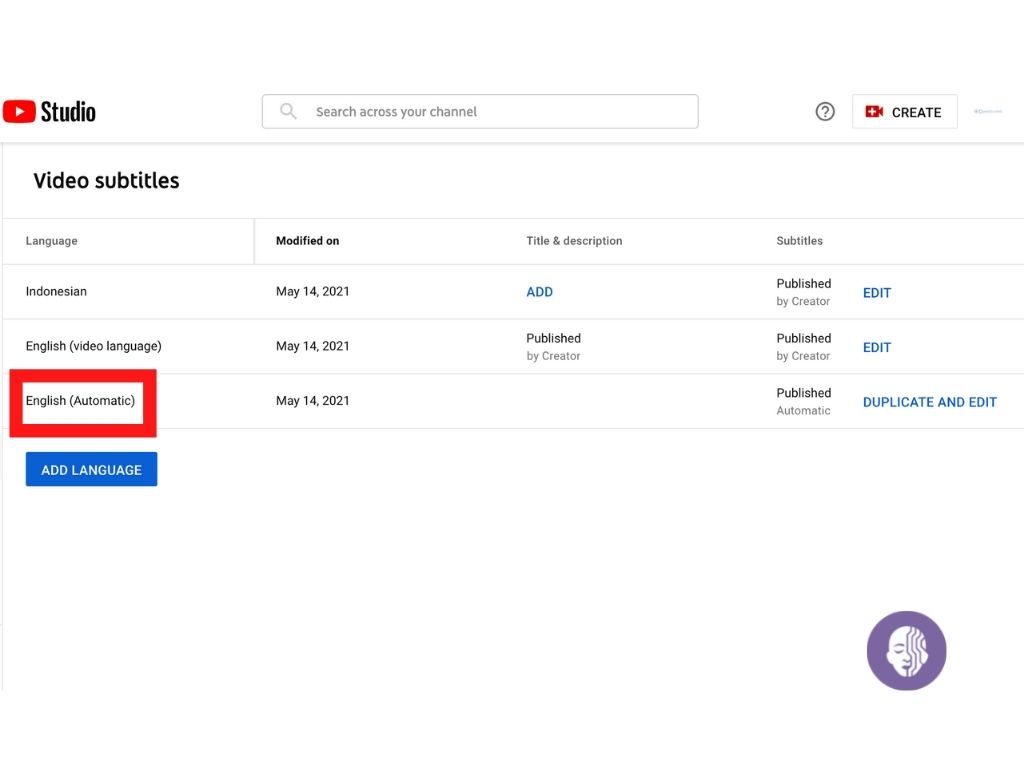 Studio
Search across your channel
CREATE
Video subtitles
Language Modified on Title & description Subtitles
Indonesian May 14, 2021 ADD Published EDIT
by Creator
English (video language) May 14, 2021 Published Published EDIT
by Creator by Creator
English (Automatic) May 14, 2021 Published DUPLICATE AND EDIT
Automatic
ADD LANGUAGE